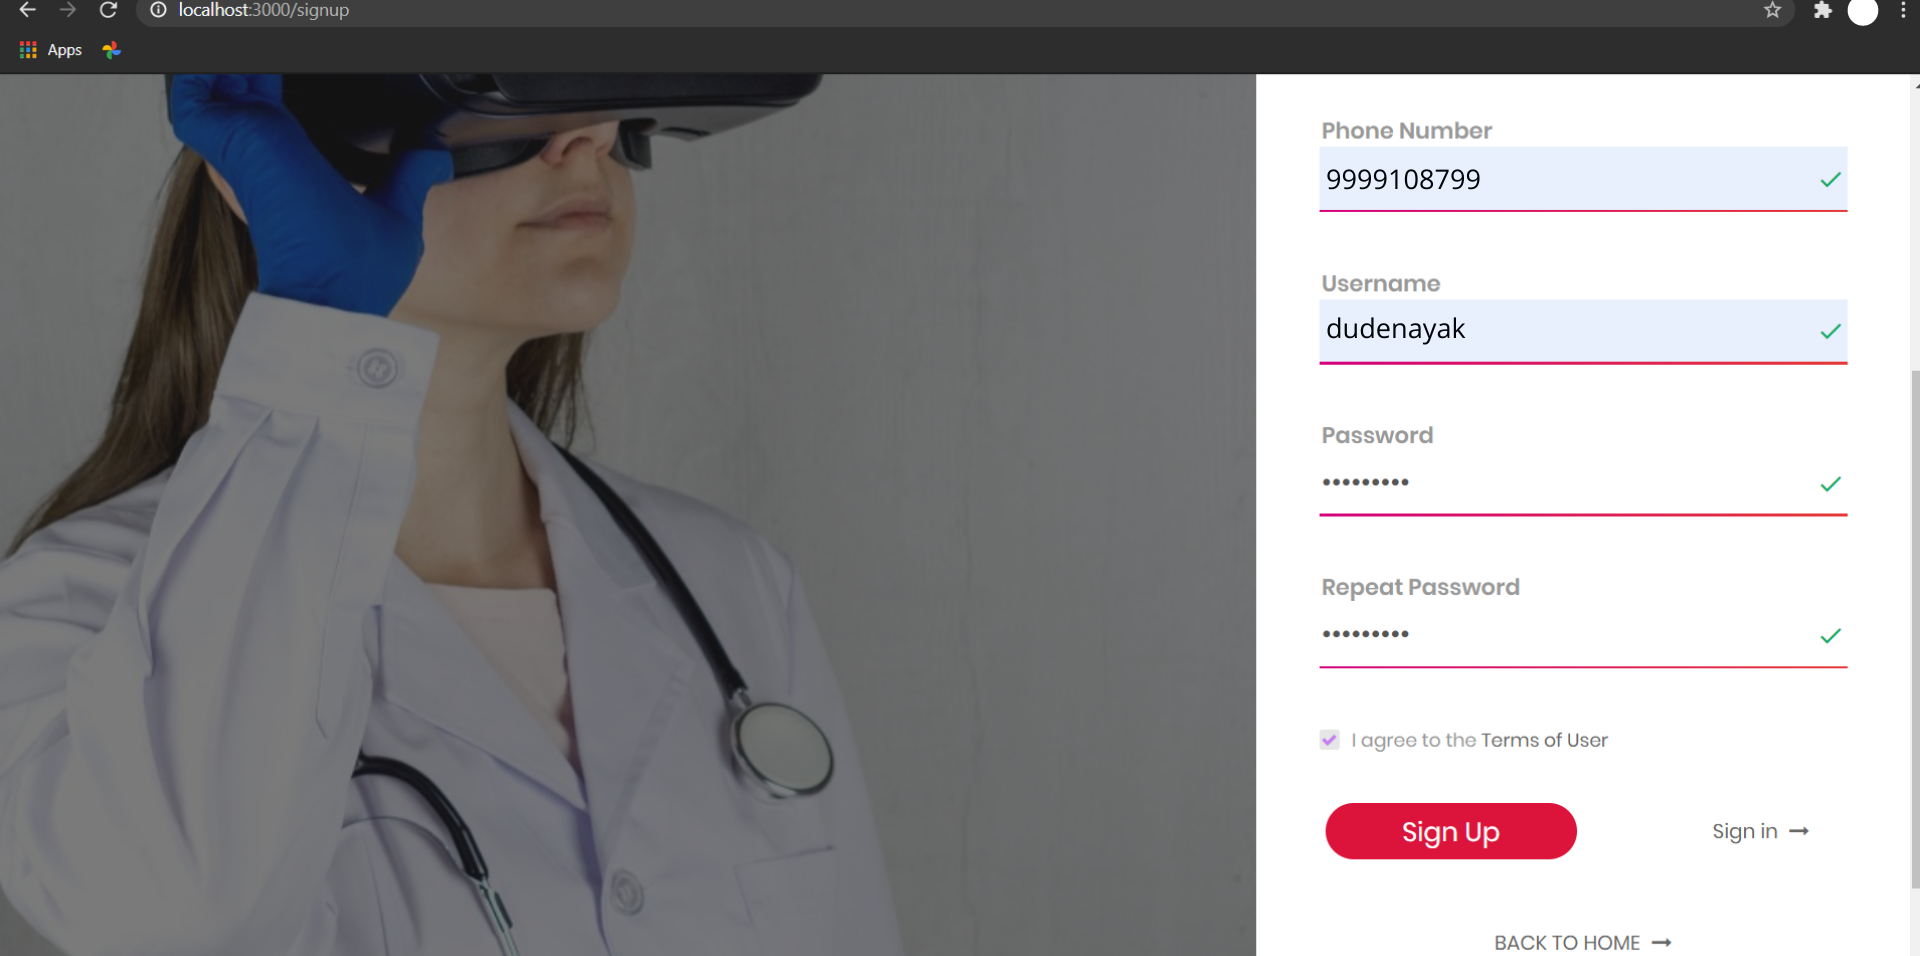 localhost:3000/signup
Apps
Phone Number
9999108799
Username
dudenayak
Password
•••••••••
Repeat Password
•••••••••
I agree to the Terms of User
Sign Up
Sign in →
BACK TO HOME →